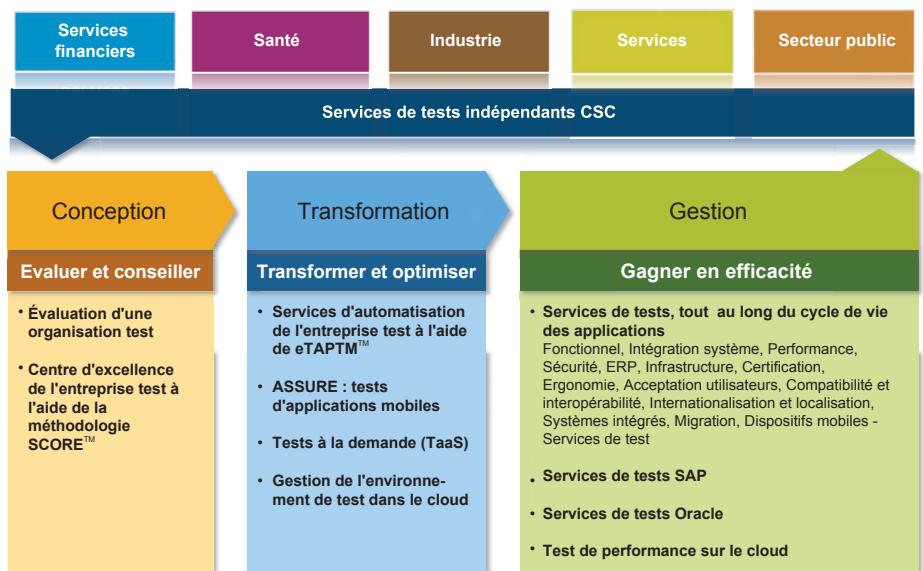 Services
financiers
Santé
Industrie
Services
Secteur public
Services de tests indépendants CSC
Conception
Evaluer et conseiller
• Évaluation d'une
organisation test
• Centre d'excellence
de l'entreprise test à
l'aide de la
méthodologie
SCORE™
Transformation
Transformer et optimiser
• Services d'automatisation
de l'entreprise test à l'aide
de eTAPTM™
• ASSURE : tests
d'applications mobiles
• Tests à la demande (TaaS)
• Gestion de l'environne-
ment de test dans le cloud
Gestion
Gagner en efficacité
• Services de tests, tout au long du cycle de vie
des applications
Fonctionnel, Intégration système, Performance,
Sécurité, ERP, Infrastructure, Certification,
Ergonomie, Acceptation utilisateurs, Compatibilité et
interopérabilité, Internationalisation et localisation,
Systèmes intégrés, Migration, Dispositifs mobiles -
Services de test
• Services de tests SAP
• Services de tests Oracle
• Test de performance sur le cloud